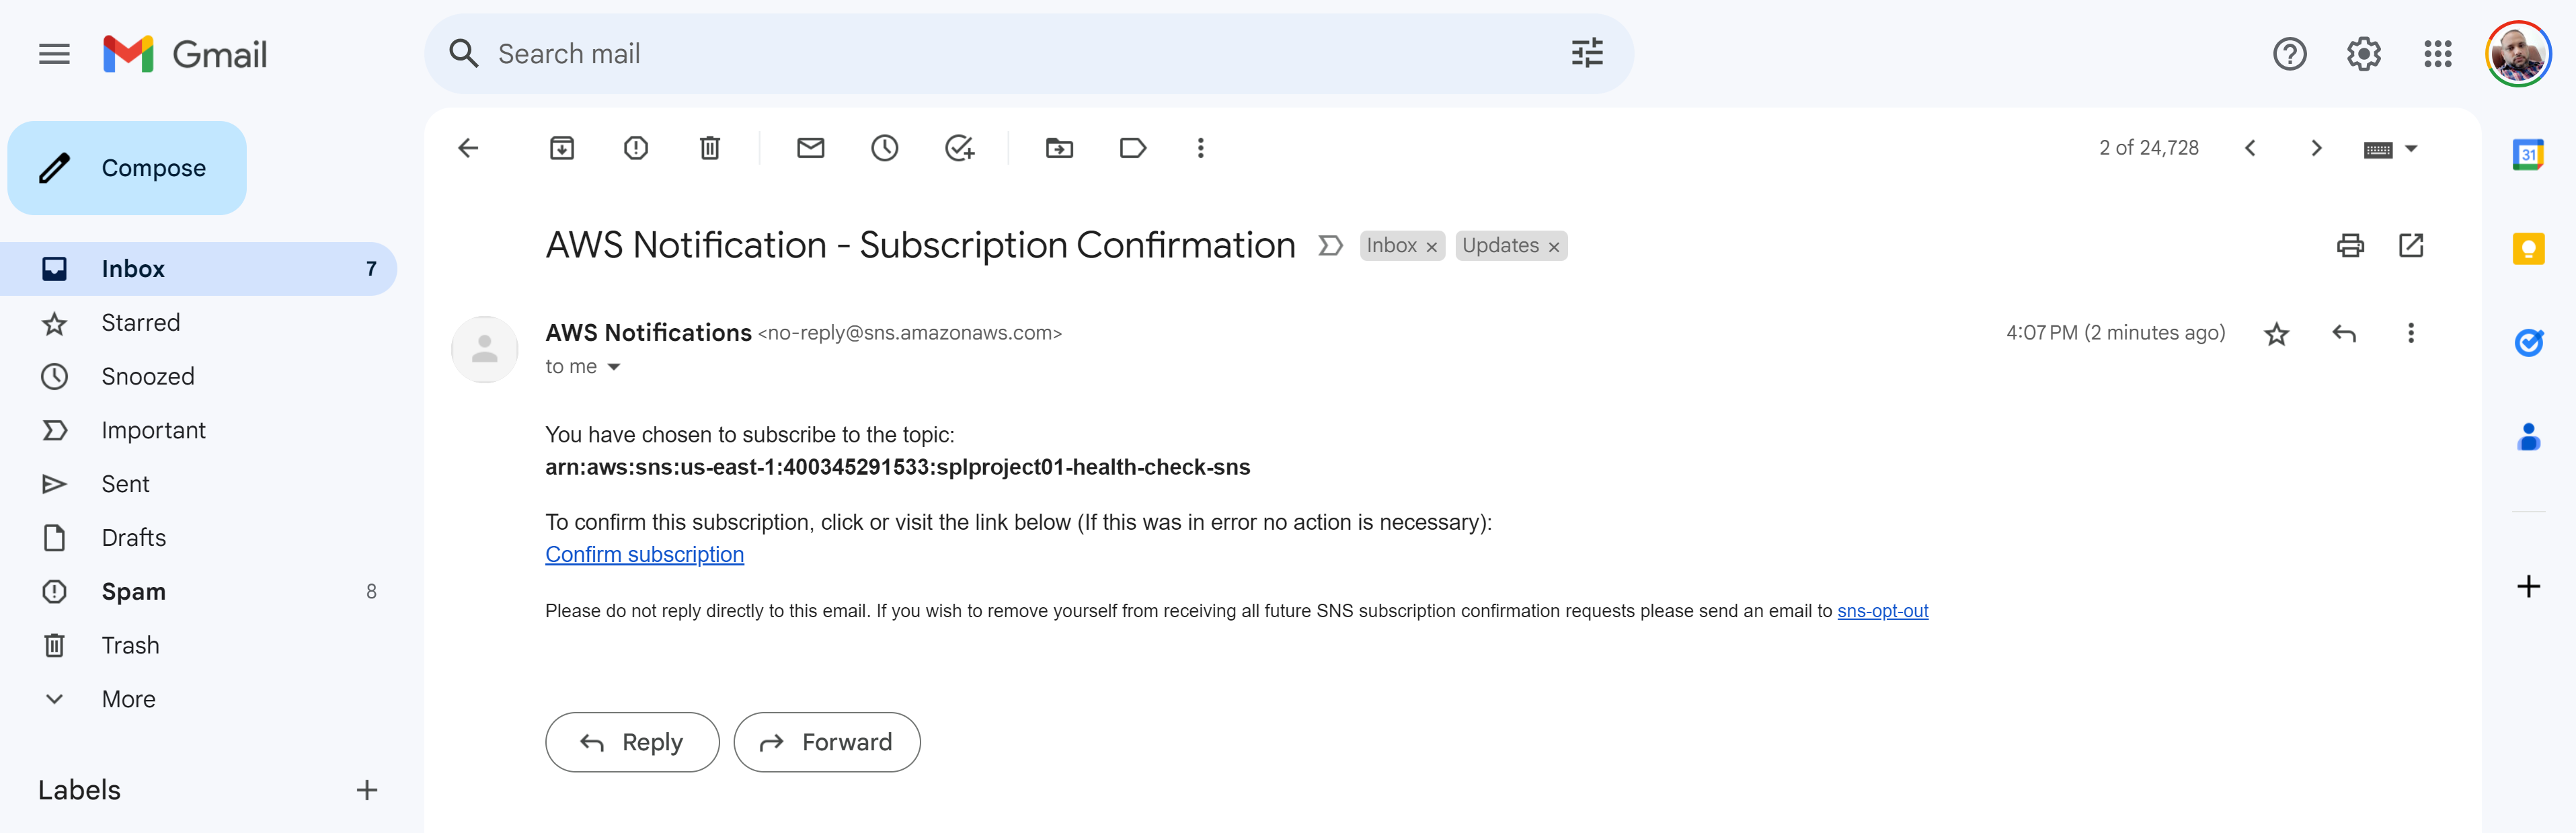 Gmail
Search mail
Compose
2 of 24,728
31
Inbox 7
Starred
Snoozed
Important
Sent
Drafts
Spam 8
Trash
More
Labels
AWS Notification - Subscription Confirmation Inbox x Updates x
AWS Notifications <no-reply@sns.amazonaws.com> 4:07 PM (2 minutes ago)
to me
You have chosen to subscribe to the topic:
arn:aws:sns:us-east-1:400345291533:splproject01-health-check-sns
To confirm this subscription, click or visit the link below (If this was in error no action is necessary):
Confirm subscription
Please do not reply directly to this email. If you wish to remove yourself from receiving all future SNS subscription confirmation requests please send an email to sns-opt-out
Reply Forward